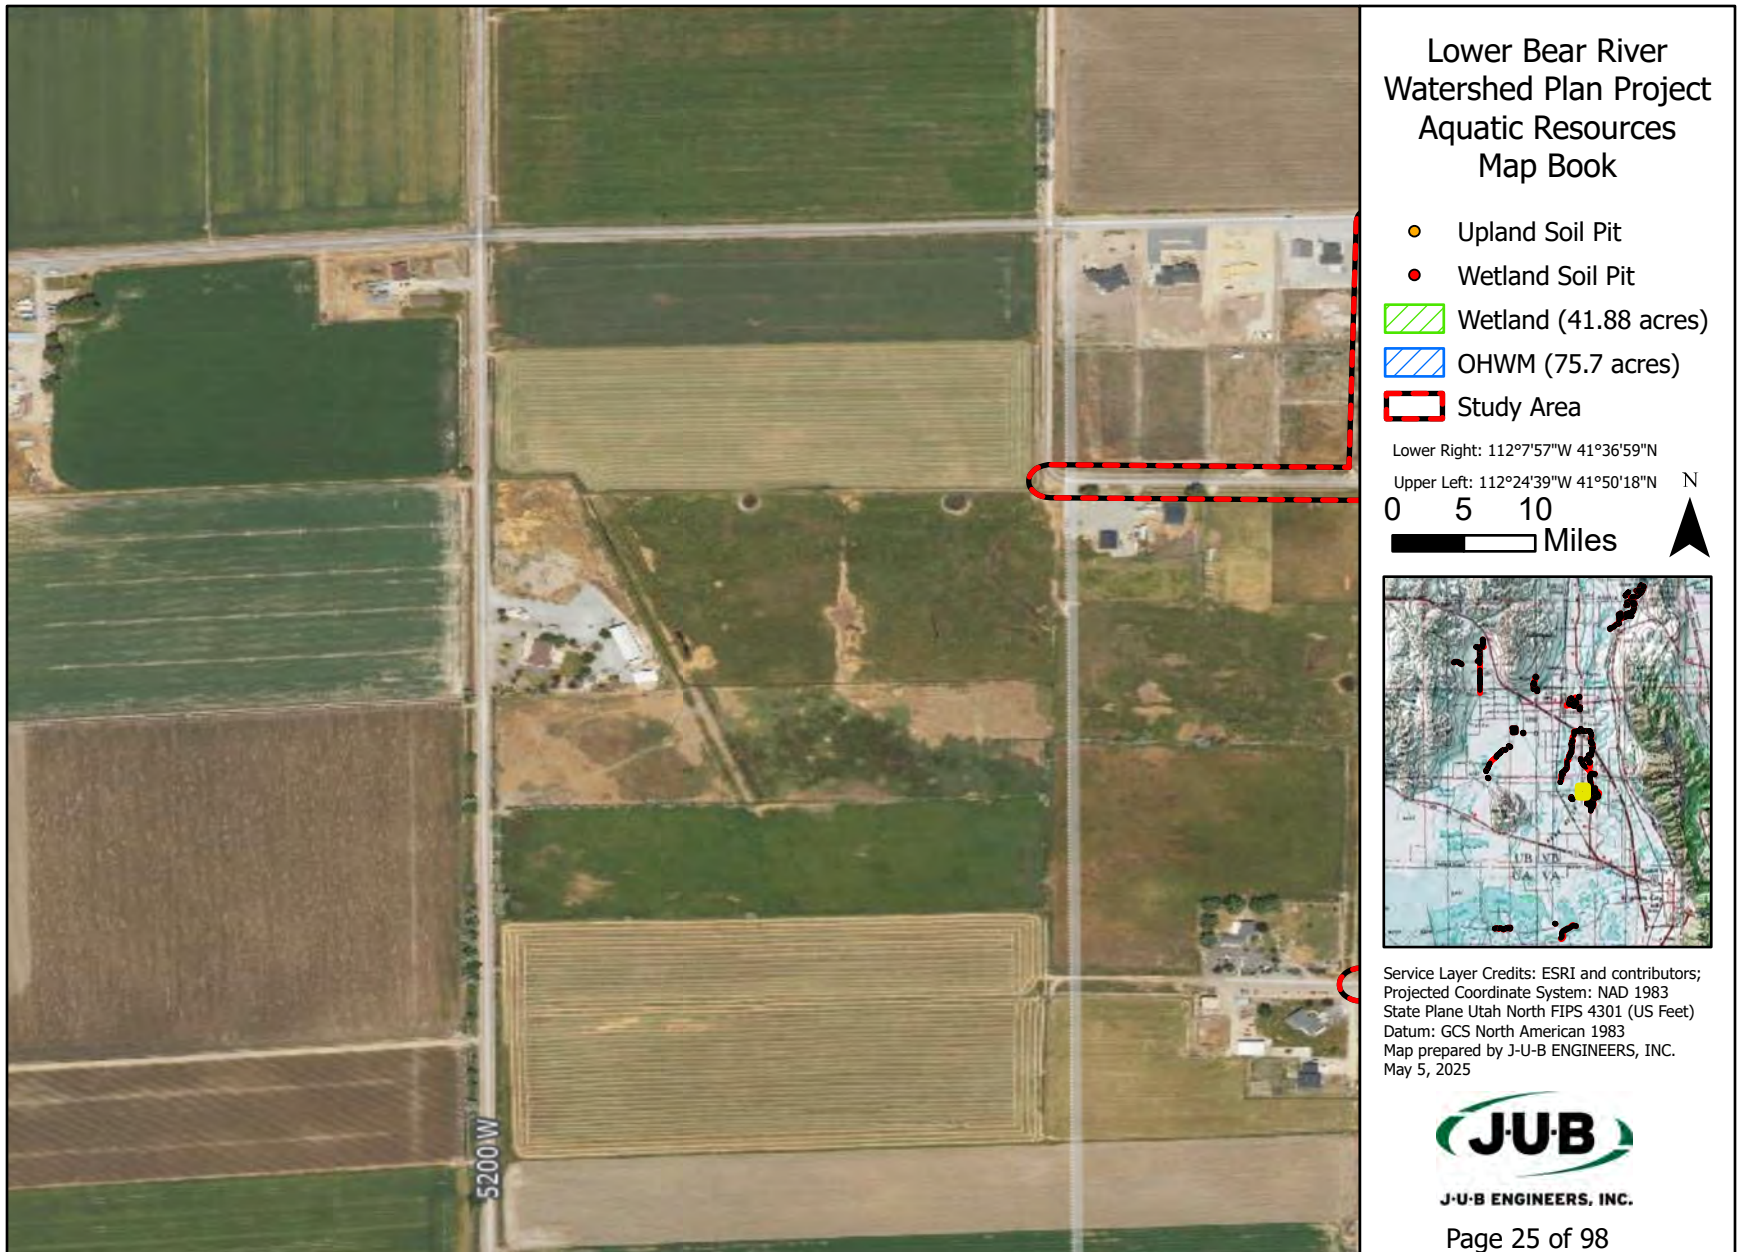 Lower Bear River
Watershed Plan Project
Aquatic Resources
Map Book
Upland Soil Pit
Wetland Soil Pit
Wetland (41.88 acres)
OHWM (75.7 acres)
Study Area
Lower Right: 112°7'57"W 41°36'59"N
Upper Left: 112°24'39"W 41°50'18"N
N
0 5 10
Miles
UB VB
UA VA
Service Layer Credits: ESRI and contributors;
Projected Coordinate System: NAD 1983
State Plane Utah North FIPS 4301 (US Feet)
Datum: GCS North American 1983
Map prepared by J-U-B ENGINEERS, INC.
May 5, 2025
J·U·B
J·U·B ENGINEERS, INC.
Page 25 of 98
5200 W